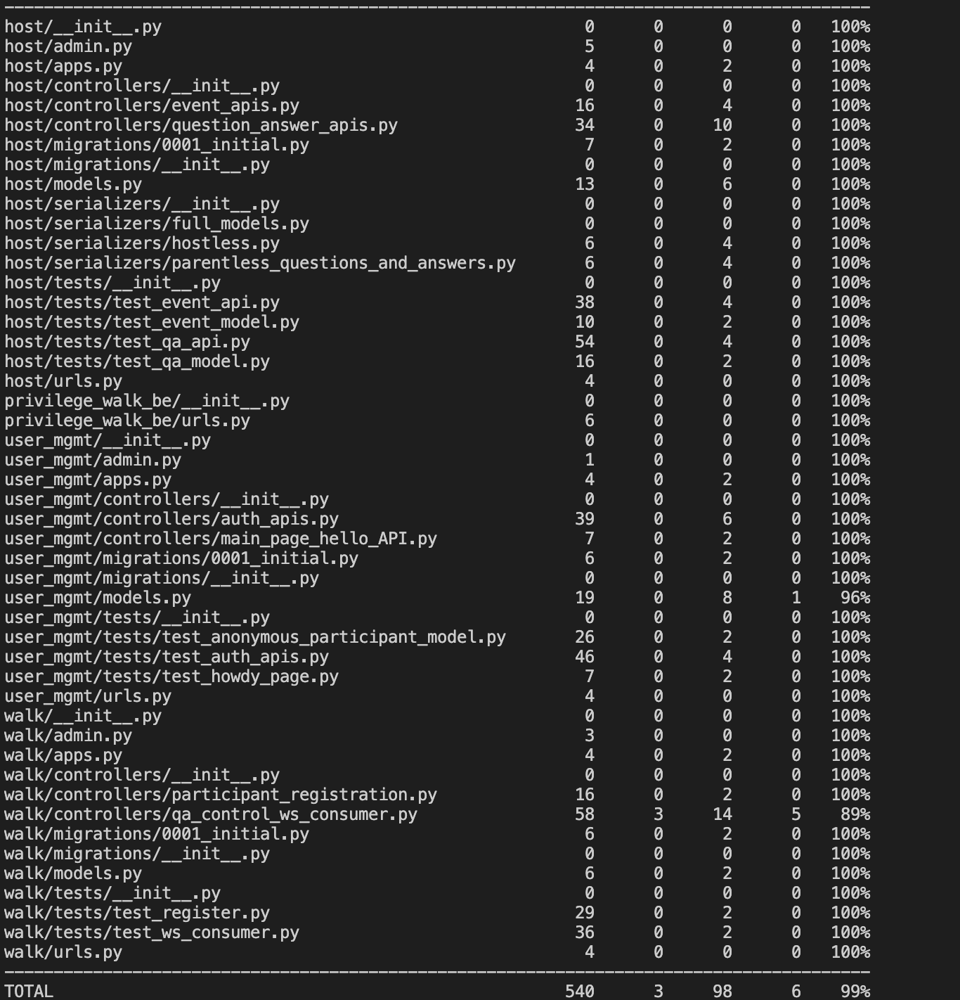 host/__init__.py 0 0 0 0 100%
host/admin.py 5 0 0 0 100%
host/apps.py 4 0 2 0 100%
host/controllers/__init__.py 0 0 0 0 100%
host/controllers/event_apis.py 16 0 4 0 100%
host/controllers/question_answer_apis.py 34 0 10 0 100%
host/migrations/0001_initial.py 7 0 2 0 100%
host/migrations/__init__.py 0 0 0 0 100%
host/models.py 13 0 6 0 100%
host/serializers/__init__.py 0 0 0 0 100%
host/serializers/full_models.py 0 0 0 0 100%
host/serializers/hostless.py 6 0 4 0 100%
host/serializers/parentless_questions_and_answers.py 6 0 4 0 100%
host/tests/__init__.py 0 0 0 0 100%
host/tests/test_event_api.py 38 0 4 0 100%
host/tests/test_event_model.py 10 0 2 0 100%
host/tests/test_qa_api.py 54 0 4 0 100%
host/tests/test_qa_model.py 16 0 2 0 100%
host/urls.py 4 0 0 0 100%
privilege_walk_be/__init__.py 0 0 0 0 100%
privilege_walk_be/urls.py 6 0 0 0 100%
user_mgmt/__init__.py 0 0 0 0 100%
user_mgmt/admin.py 1 0 0 0 100%
user_mgmt/apps.py 4 0 2 0 100%
user_mgmt/controllers/__init__.py 0 0 0 0 100%
user_mgmt/controllers/auth_apis.py 39 0 6 0 100%
user_mgmt/controllers/main_page_hello_API.py 7 0 2 0 100%
user_mgmt/migrations/0001_initial.py 6 0 2 0 100%
user_mgmt/migrations/__init__.py 0 0 0 0 100%
user_mgmt/models.py 19 0 8 1 96%
user_mgmt/tests/__init__.py 0 0 0 0 100%
user_mgmt/tests/test_anonymous_participant_model.py 26 0 2 0 100%
user_mgmt/tests/test_auth_apis.py 46 0 4 0 100%
user_mgmt/tests/test_howdy_page.py 7 0 2 0 100%
user_mgmt/urls.py 4 0 0 0 100%
walk/__init__.py 0 0 0 0 100%
walk/admin.py 3 0 0 0 100%
walk/apps.py 4 0 2 0 100%
walk/controllers/__init__.py 0 0 0 0 100%
walk/controllers/participant_registration.py 16 0 2 0 100%
walk/controllers/qa_control_ws_consumer.py 58 3 14 5 89%
walk/migrations/0001_initial.py 6 0 2 0 100%
walk/migrations/__init__.py 0 0 0 0 100%
walk/models.py 6 0 2 0 100%
walk/tests/__init__.py 0 0 0 0 100%
walk/tests/test_register.py 29 0 2 0 100%
walk/tests/test_ws_consumer.py 36 0 2 0 100%
walk/urls.py 4 0 0 0 100%
TOTAL 540 3 98 6 99%